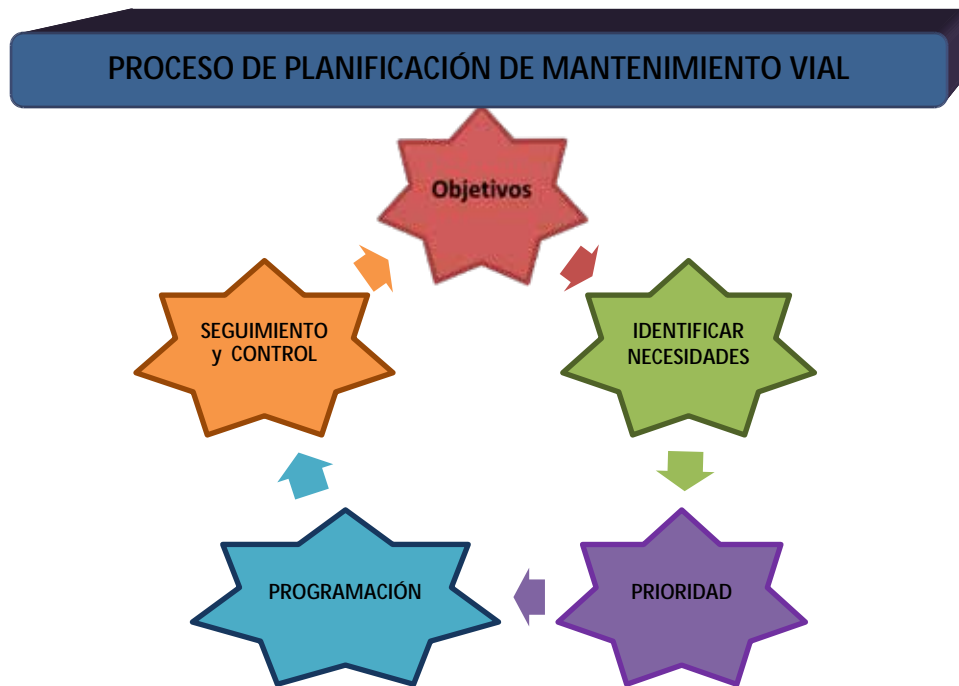 PROCESO DE PLANIFICACIÓN DE MANTENIMIENTO VIAL
Objetivos
IDENTIFICAR
NECESIDADES
PRIORIDAD
PROGRAMACIÓN
SEGUIMIENTO
y CONTROL